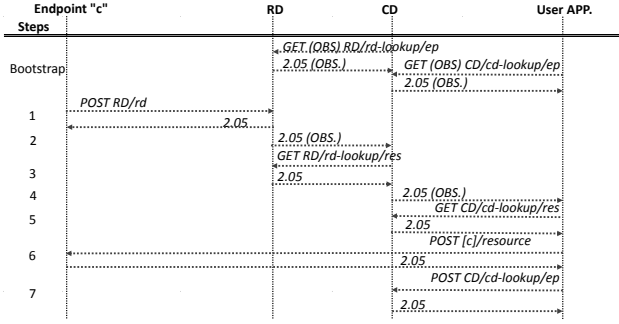 Endpoint "c" RD CD User APP.
Steps
GET (OBS) RD/rd-lookup/ep
Bootstrap 2.05 (OBS.) GET (OBS) CD/cd-lookup/ep
2.05 (OBS.)
POST RD/rd
1
2.05
2 2.05 (OBS.)
GET RD/rd-lookup/res
3 2.05
4 2.05 (OBS.)
5 GET CD/cd-lookup/res
2.05
POST [c]/resource
6
2.05
POST CD/cd-lookup/ep
7
2.05